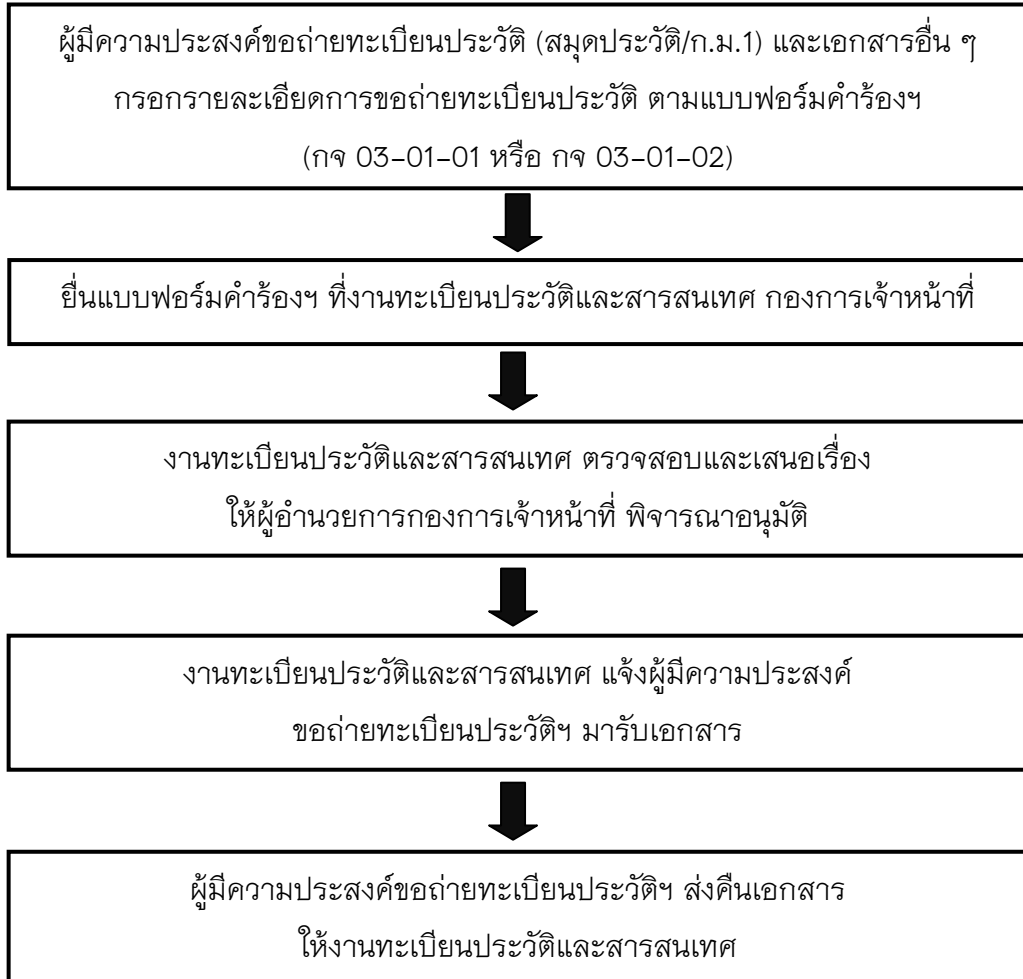 ผู้มีความประสงค์ขอถ่ายทะเบียนประวัติ (สมุดประวัติ/ก.ม.1) และเอกสารอื่น ๆ
กรอกรายละเอียดการขอถ่ายทะเบียนประวัติ ตามแบบฟอร์มคำร้องฯ
(กจ 03-01-01 หรือ กจ 03-01-02)
ยื่นแบบฟอร์มคำร้องฯ ที่งานทะเบียนประวัติและสารสนเทศ กองการเจ้าหน้าที่
งานทะเบียนประวัติและสารสนเทศ ตรวจสอบและเสนอเรื่อง
ให้ผู้อำนวยการกองการเจ้าหน้าที่ พิจารณาอนุมัติ
งานทะเบียนประวัติและสารสนเทศ แจ้งผู้มีความประสงค์
ขอถ่ายทะเบียนประวัติฯ มารับเอกสาร
ผู้มีความประสงค์ขอถ่ายทะเบียนประวัติฯ ส่งคืนเอกสาร
ให้งานทะเบียนประวัติและสารสนเทศ